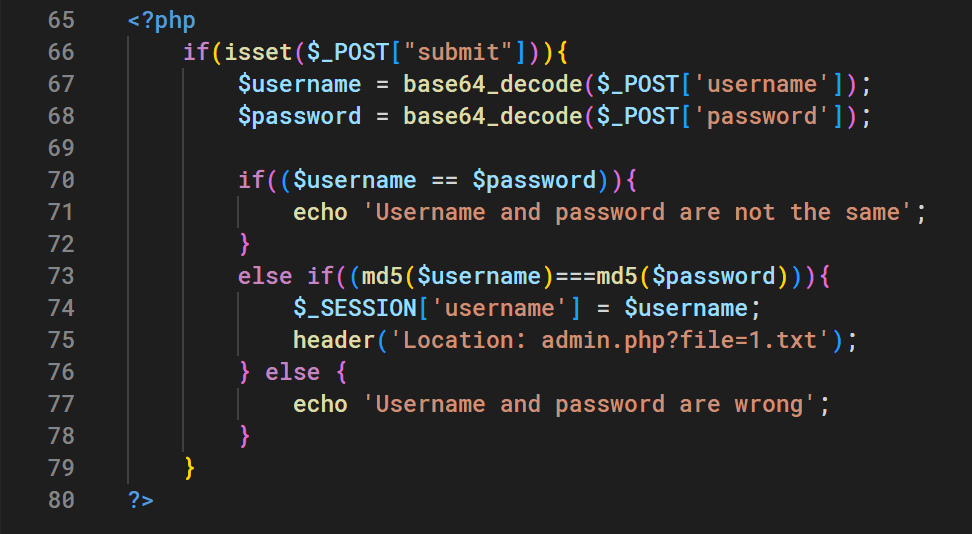 65 <?php
66 if(isset($_POST["submit"])){
67 $username = base64_decode($_POST['username']);
68 $password = base64_decode($_POST['password']);
69
70 if(($username == $password)){
71 echo 'Username and password are not the same';
72 }
73 else if((md5($username)===md5($password))){
74 $_SESSION['username'] = $username;
75 header('Location: admin.php?file=1.txt');
76 } else {
77 echo 'Username and password are wrong';
78 }
79 }
80 ?>